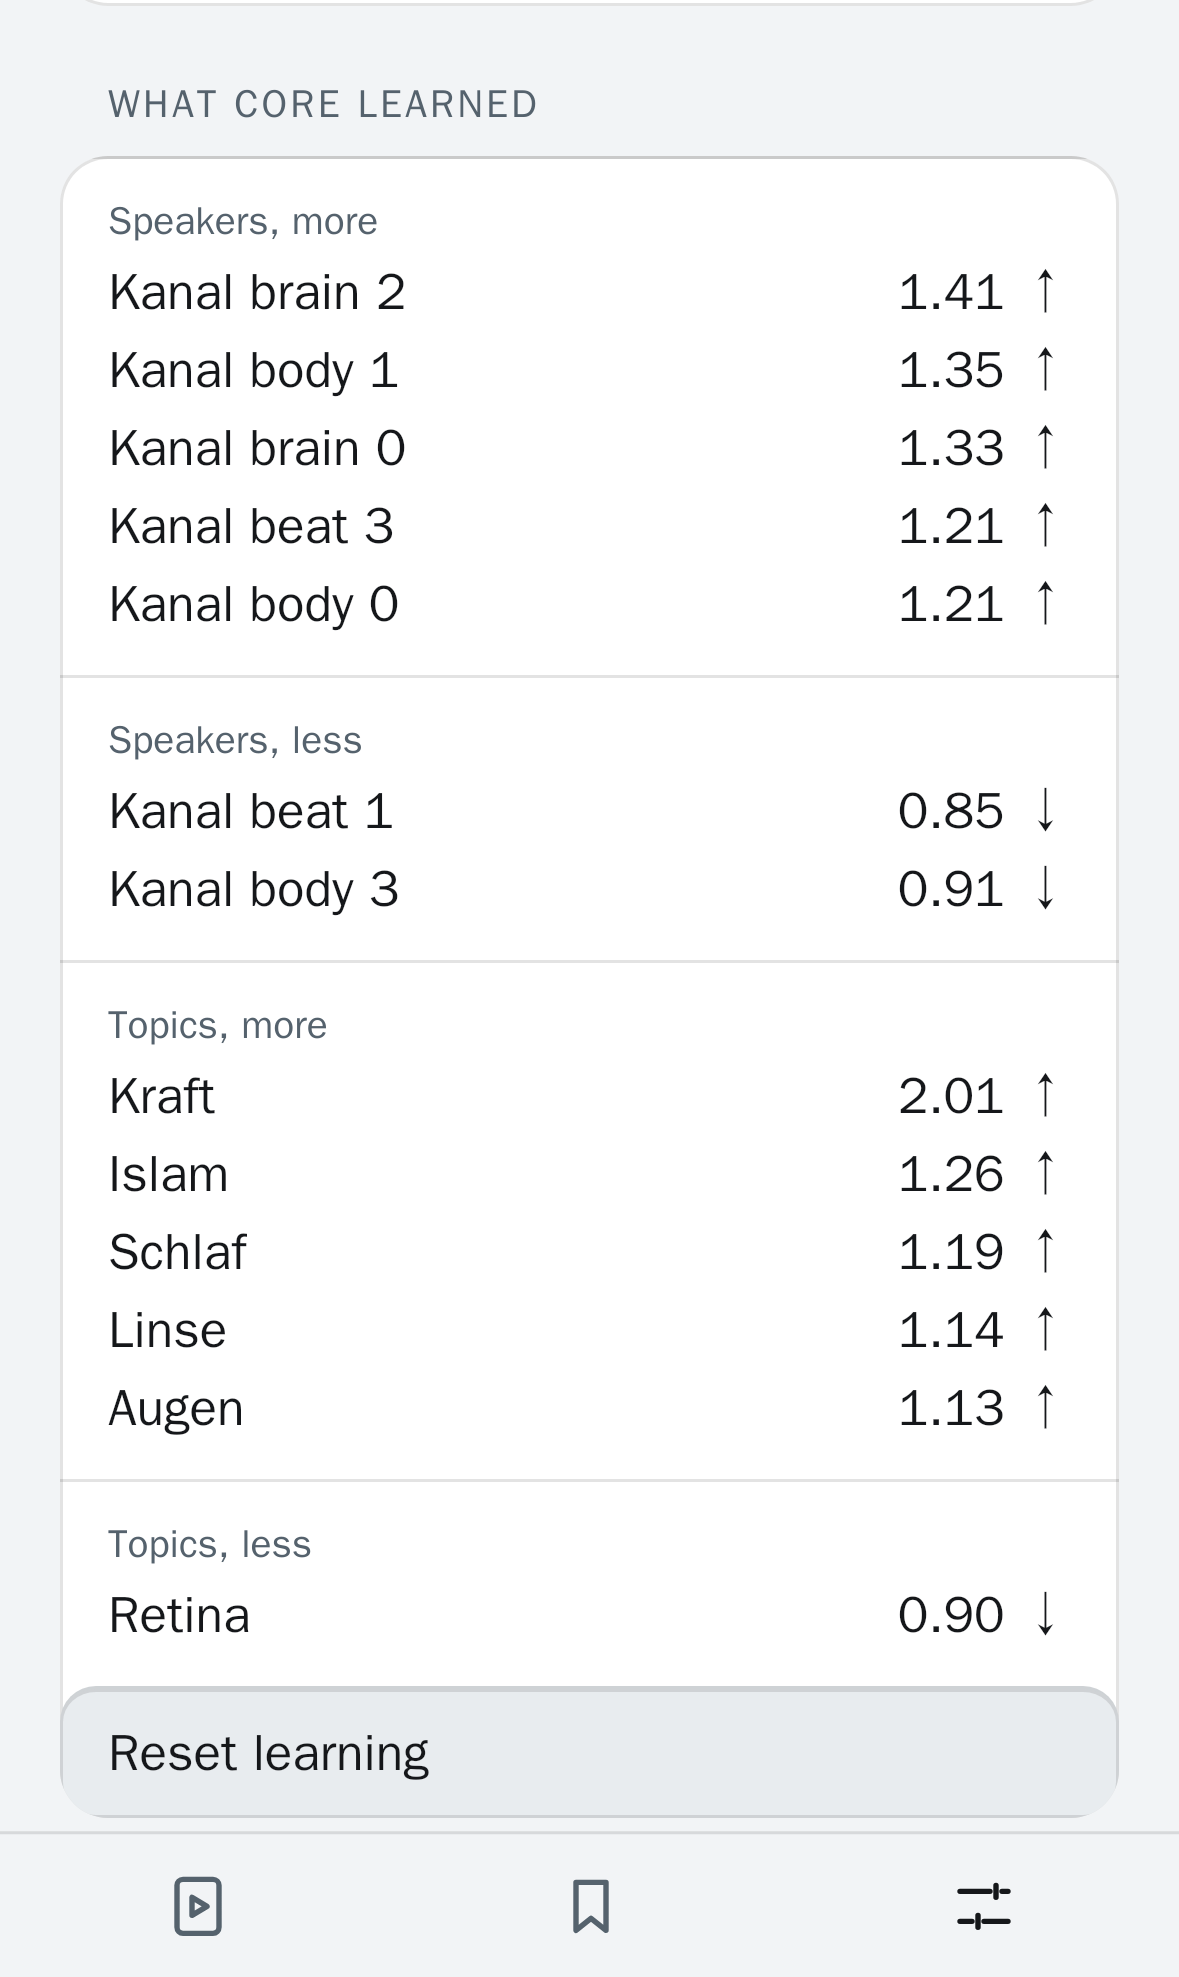 WHAT CORE LEARNED
Speakers, more
Kanal brain 2 1.41 ↑
Kanal body 1 1.35 ↑
Kanal brain 0 1.33 ↑
Kanal beat 3 1.21 ↑
Kanal body 0 1.21 ↑
Speakers, less
Kanal beat 1 0.85 ↓
Kanal body 3 0.91 ↓
Topics, more
Kraft 2.01 ↑
Islam 1.26 ↑
Schlaf 1.19 ↑
Linse 1.14 ↑
Augen 1.13 ↑
Topics, less
Retina 0.90 ↓
Reset learning